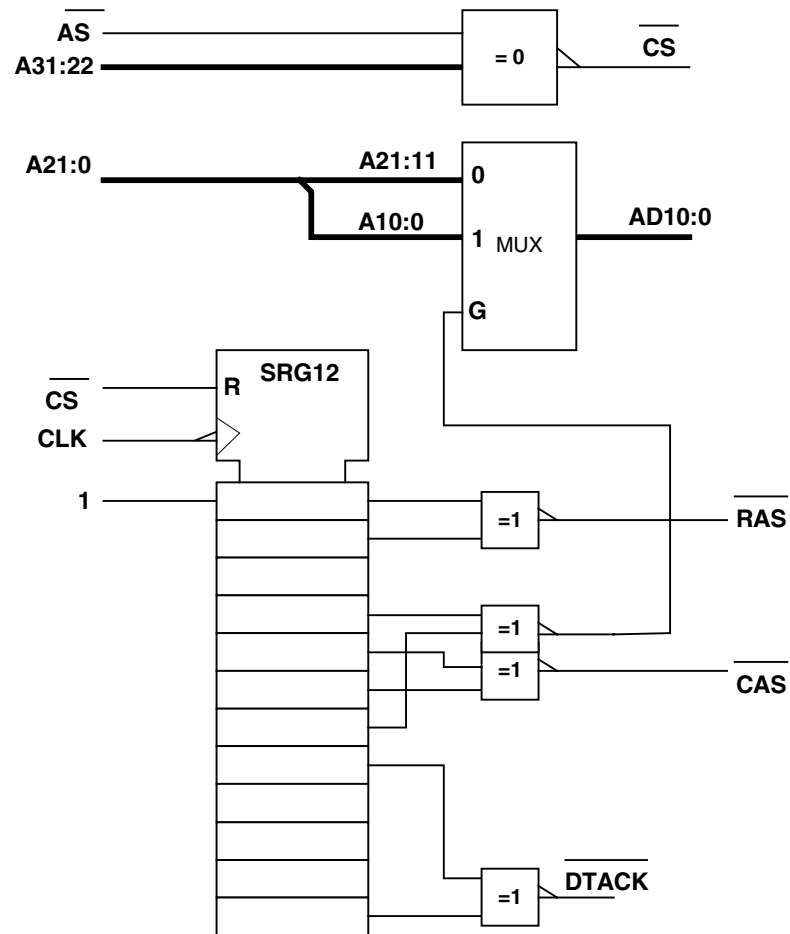 AS
A31:22
= 0
CS
A21:0
A21:11
0
A10:0
1
MUX
AD10:0
G
SRG12
CS
R
CLK
1
=1
RAS
=1
=1
CAS
=1
DTACK